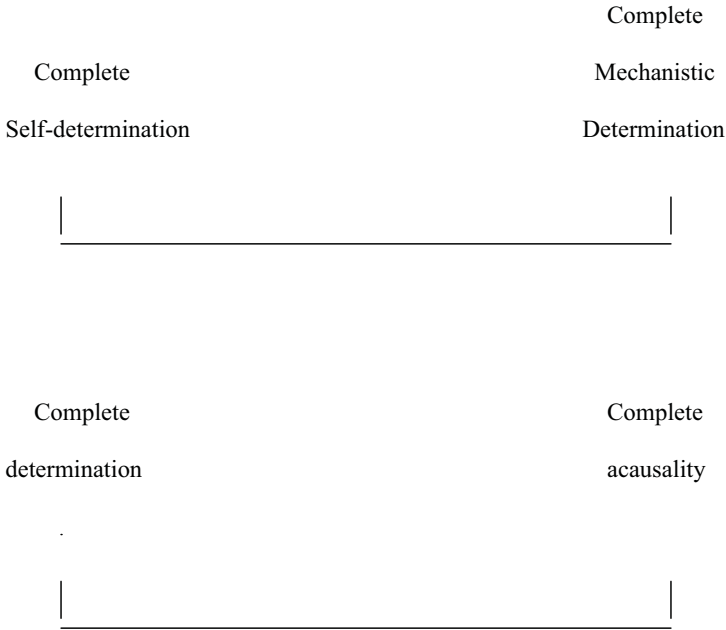 Complete
Complete Mechanistic
Self-determination Determination
Complete Complete
determination acausality
.